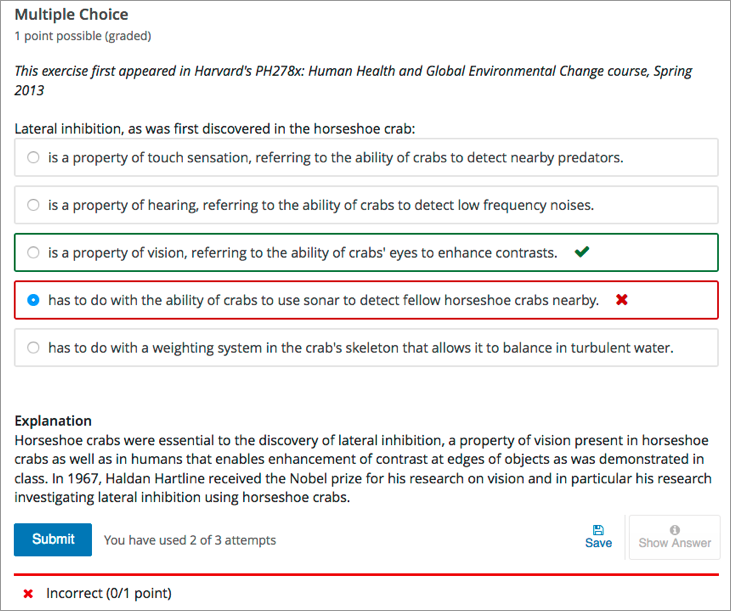 Multiple Choice
1 point possible (graded)
This exercise first appeared in Harvard's PH278x: Human Health and Global Environmental Change course, Spring
2013
Lateral inhibition, as was first discovered in the horseshoe crab:
is a property of touch sensation, referring to the ability of crabs to detect nearby predators.
is a property of hearing, referring to the ability of crabs to detect low frequency noises.
is a property of vision, referring to the ability of crabs' eyes to enhance contrasts.
has to do with the ability of crabs to use sonar to detect fellow horseshoe crabs nearby.
has to do with a weighting system in the crab's skeleton that allows it to balance in turbulent water.
Explanation
Horseshoe crabs were essential to the discovery of lateral inhibition, a property of vision present in horseshoe
crabs as well as in humans that enables enhancement of contrast at edges of objects as was demonstrated in
class. In 1967, Haldan Hartline received the Nobel prize for his research on vision and in particular his research
investigating lateral inhibition using horseshoe crabs.
Submit
You have used 2 of 3 attempts
Save
Show Answer
Incorrect (0/1 point)